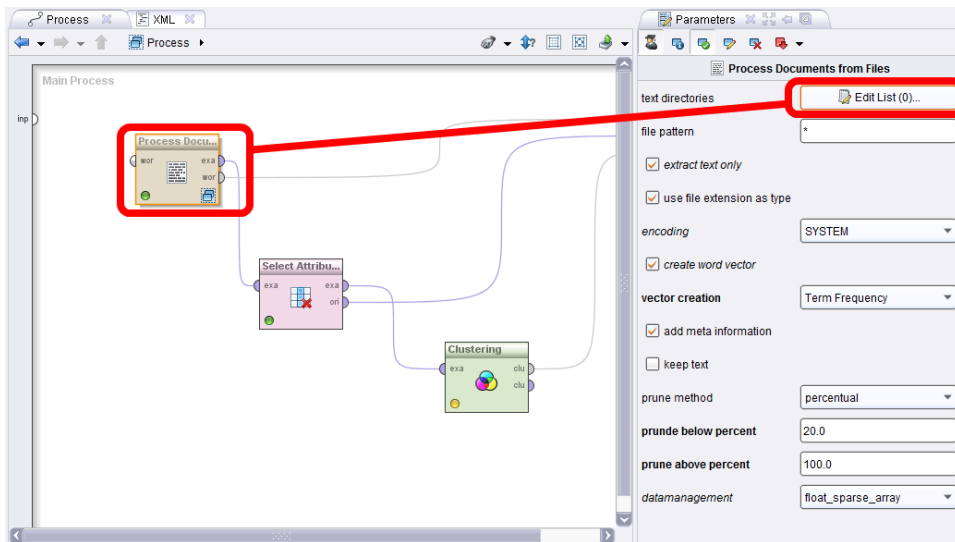 Process
XML
Process
Main Process
inp
Process Docu...
wor
exa
wor
Select Attribu...
exa
exa
ori
Clustering
exa
clu
clu
Parameters
Process Documents from Files
text directories
Edit List (0)...
file pattern
*
extract text only
use file extension as type
encoding
SYSTEM
create word vector
vector creation
Term Frequency
add meta information
keep text
prune method
percentual
prunde below percent
20.0
prune above percent
100.0
datamanagement
float_sparse_array